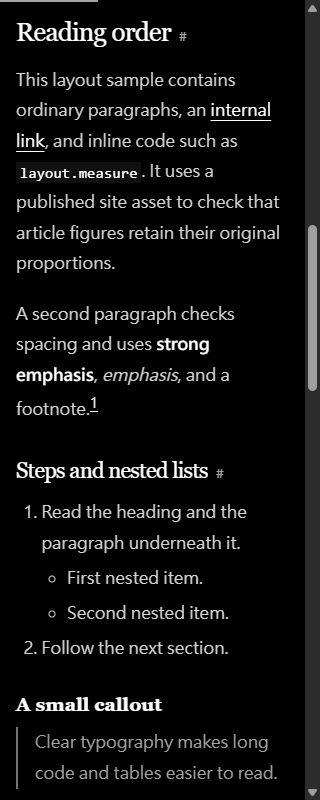 Reading order #
This layout sample contains
ordinary paragraphs, an internal
link, and inline code such as
layout.measure. It uses a
published site asset to check that
article figures retain their original
proportions.
A second paragraph checks
spacing and uses strong
emphasis, emphasis, and a
footnote.1
Steps and nested lists #
1. Read the heading and the
paragraph underneath it.
◦ First nested item.
◦ Second nested item.
2. Follow the next section.
A small callout
Clear typography makes long
code and tables easier to read.